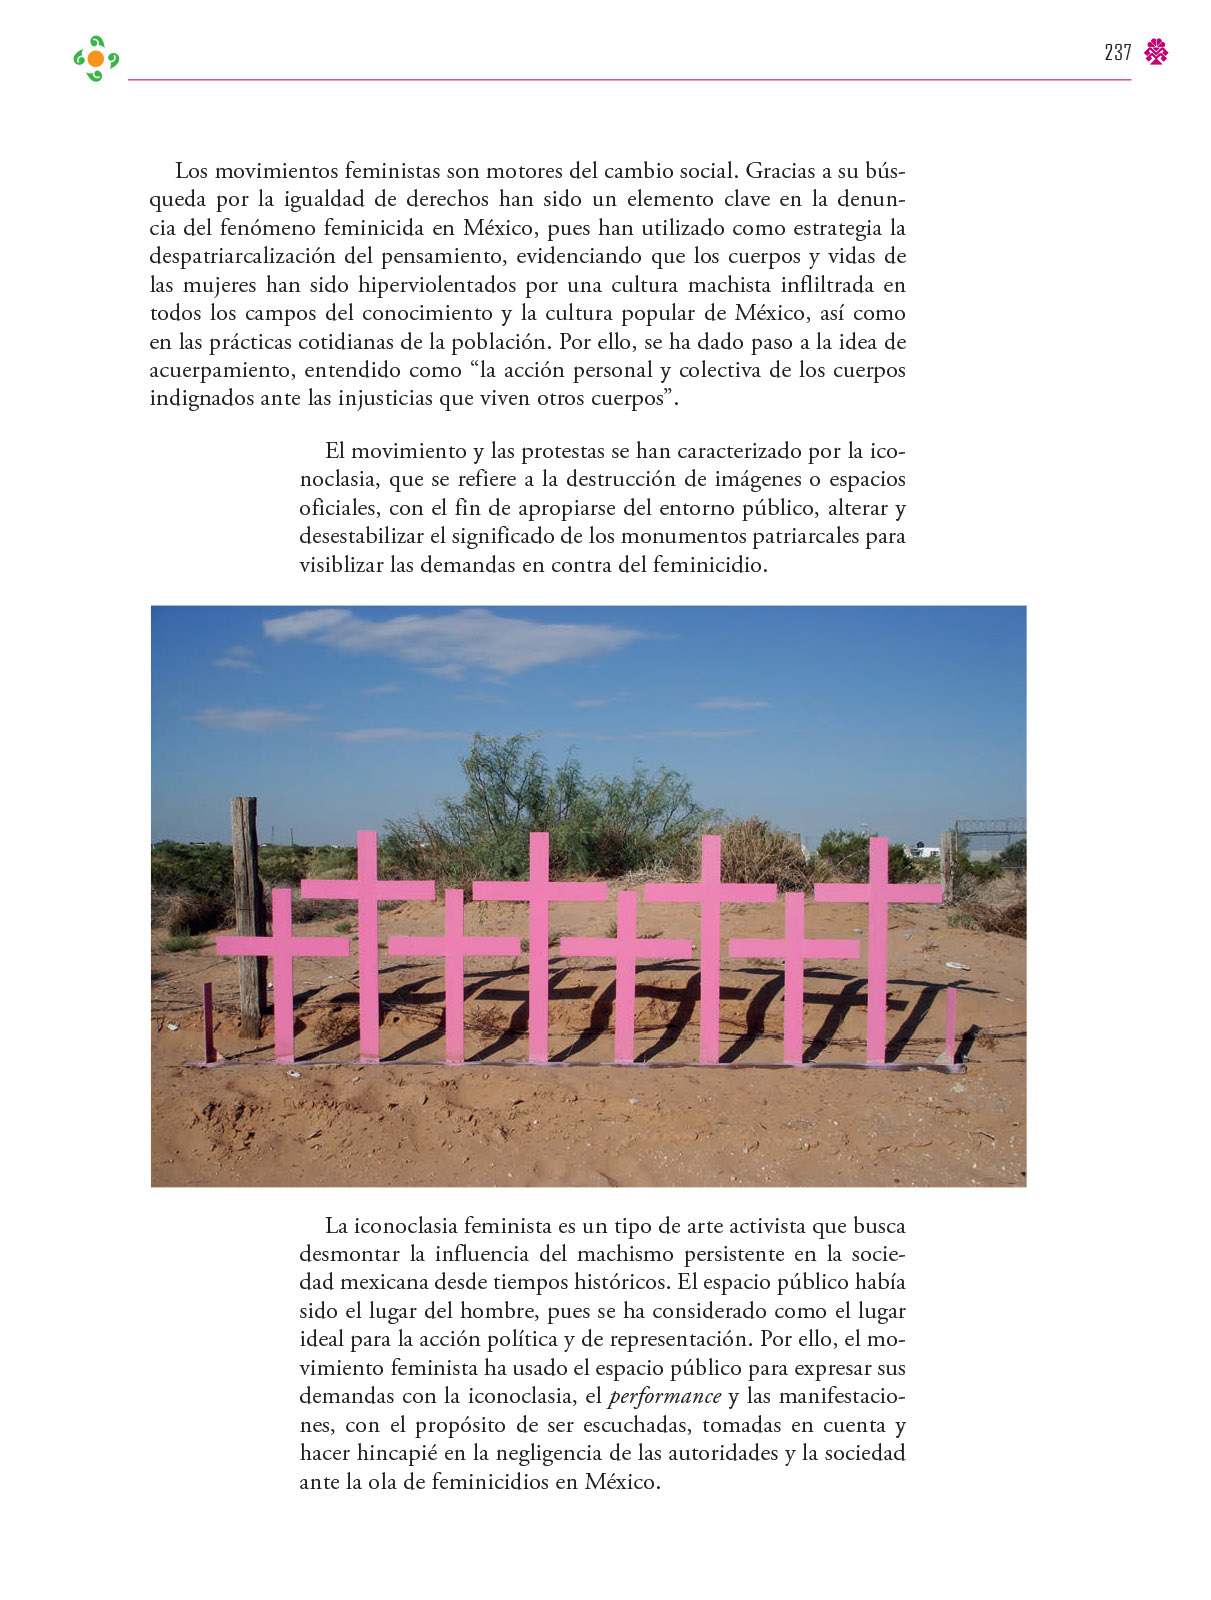 237
Los movimientos feministas son motores del cambio social. Gracias a su bús-
queda por la igualdad de derechos han sido un elemento clave en la denun-
cia del fenómeno feminicida en México, pues han utilizado como estrategia la
despatriarcalización del pensamiento, evidenciando que los cuerpos y vidas de
las mujeres han sido hiperviolentados por una cultura machista infliltrada en
todos los campos del conocimiento y la cultura popular de México, así como
en las prácticas cotidianas de la población. Por ello, se ha dado paso a la idea de
acuerpamiento, entendido como “la acción personal y colectiva de los cuerpos
indignados ante las injusticias que viven otros cuerpos”.
El movimiento y las protestas se han caracterizado por la ico-
noclasia, que se refiere a la destrucción de imágenes o espacios
oficiales, con el fin de apropiarse del entorno público, alterar y
desestabilizar el significado de los monumentos patriarcales para
visiblizar las demandas en contra del feminicidio.
La iconoclasia feminista es un tipo de arte activista que busca
desmontar la influencia del machismo persistente en la socie-
dad mexicana desde tiempos históricos. El espacio público había
sido el lugar del hombre, pues se ha considerado como el lugar
ideal para la acción política y de representación. Por ello, el mo-
vimiento feminista ha usado el espacio público para expresar sus
demandas con la iconoclasia, el performance y las manifestacio-
nes, con el propósito de ser escuchadas, tomadas en cuenta y
hacer hincapié en la negligencia de las autoridades y la sociedad
ante la ola de feminicidios en México.